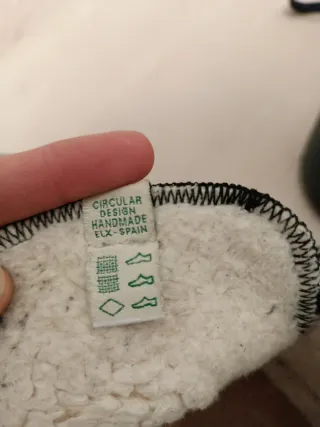 CIRCULAR
DESIGN
HANDMADE
ELX - SPAIN